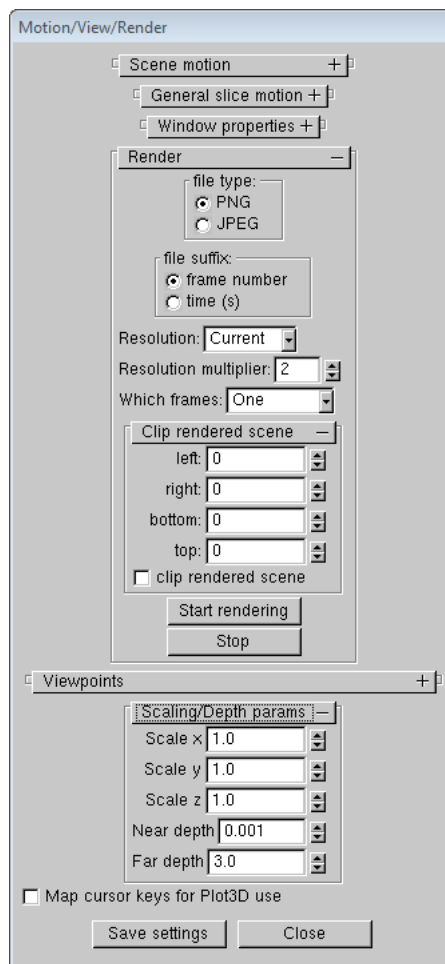 Motion/View/Render
Scene motion +
General slice motion +
Window properties +
Render −
file type:
PNG
JPEG
file suffix:
frame number
time (s)
Resolution: Current
Resolution multiplier: 2
Which frames: One
Clip rendered scene −
left: 0
right: 0
bottom: 0
top: 0
clip rendered scene
Start rendering
Stop
Viewpoints +
Scaling/Depth params −
Scale x 1.0
Scale y 1.0
Scale z 1.0
Near depth 0.001
Far depth 3.0
Map cursor keys for Plot3D use
Save settings Close